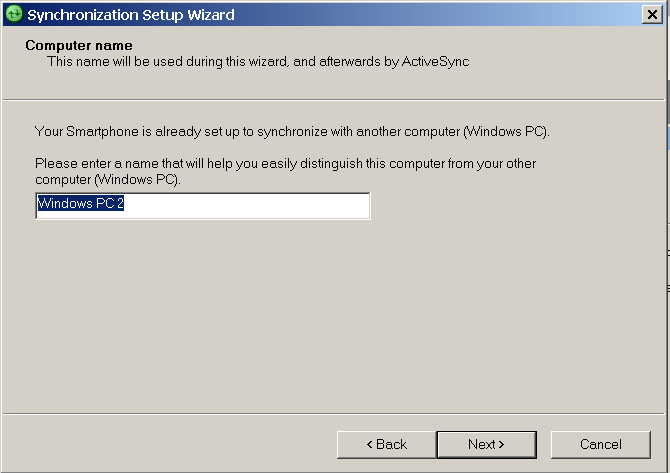 Synchronization Setup Wizard
Computer name
This name will be used during this wizard, and afterwards by ActiveSync
Your Smartphone is already set up to synchronize with another computer (Windows PC).
Please enter a name that will help you easily distinguish this computer from your other
computer (Windows PC).
Windows PC 2
< Back
Next >
Cancel